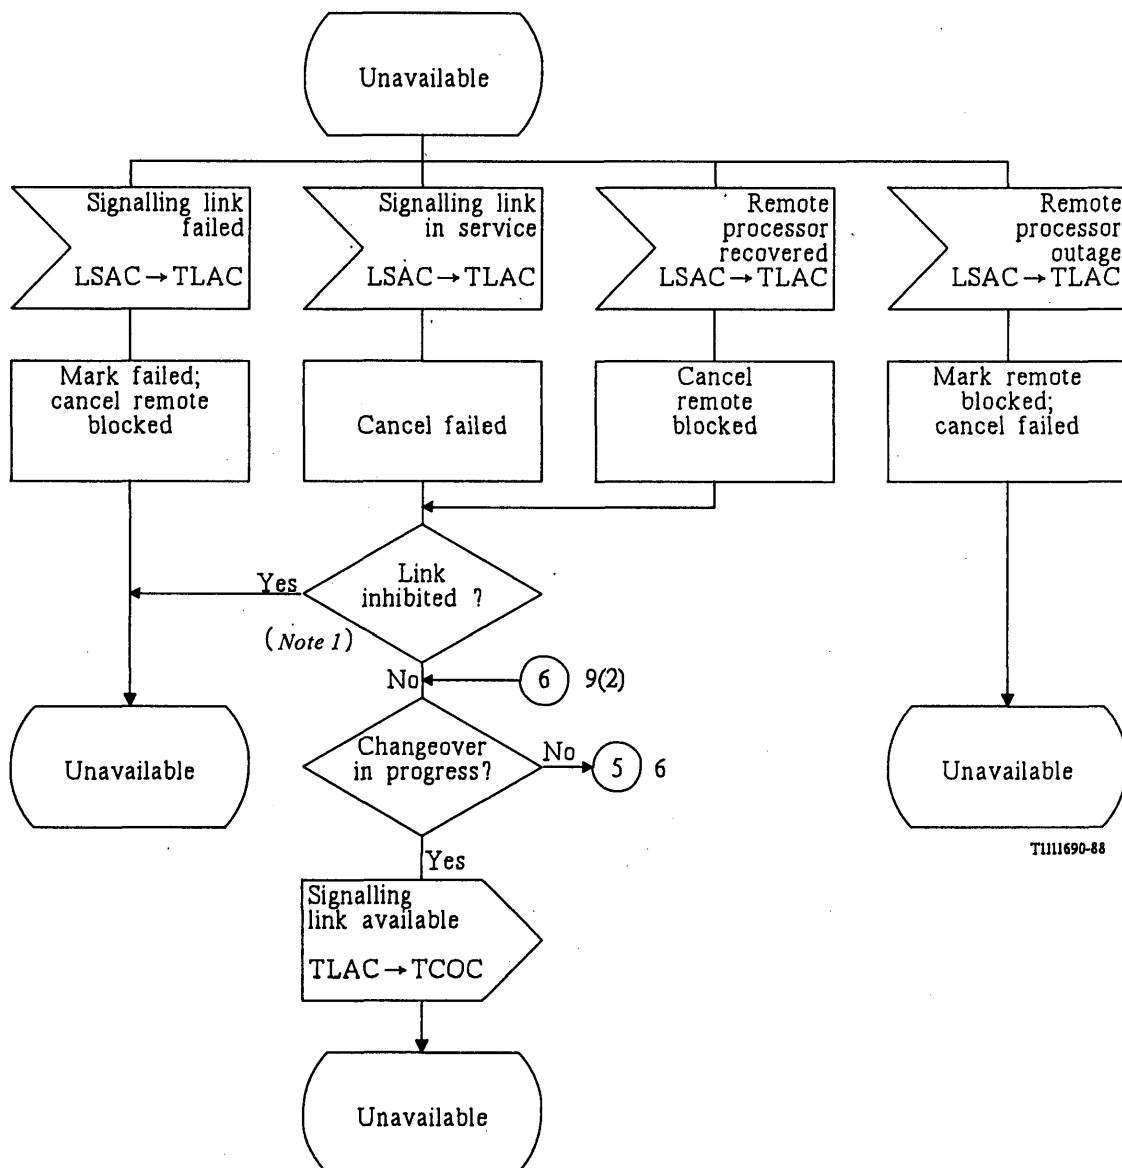 Unavailable
Signalling link
failed
LSAC → TLAC
Signalling link
in service
LSAC → TLAC
Remote
processor
recovered
LSAC → TLAC
Remote
processor
outage
LSAC → TLAC
Mark failed;
cancel remote
blocked
Cancel failed
Cancel
remote
blocked
Mark remote
blocked;
cancel failed
Link
inhibited ?
Yes
(Note 1)
No
6 9(2)
Changeover
in progress?
No
5 6
Yes
Unavailable
Unavailable
T1111690-88
Signalling
link available
TLAC → TCOC
Unavailable